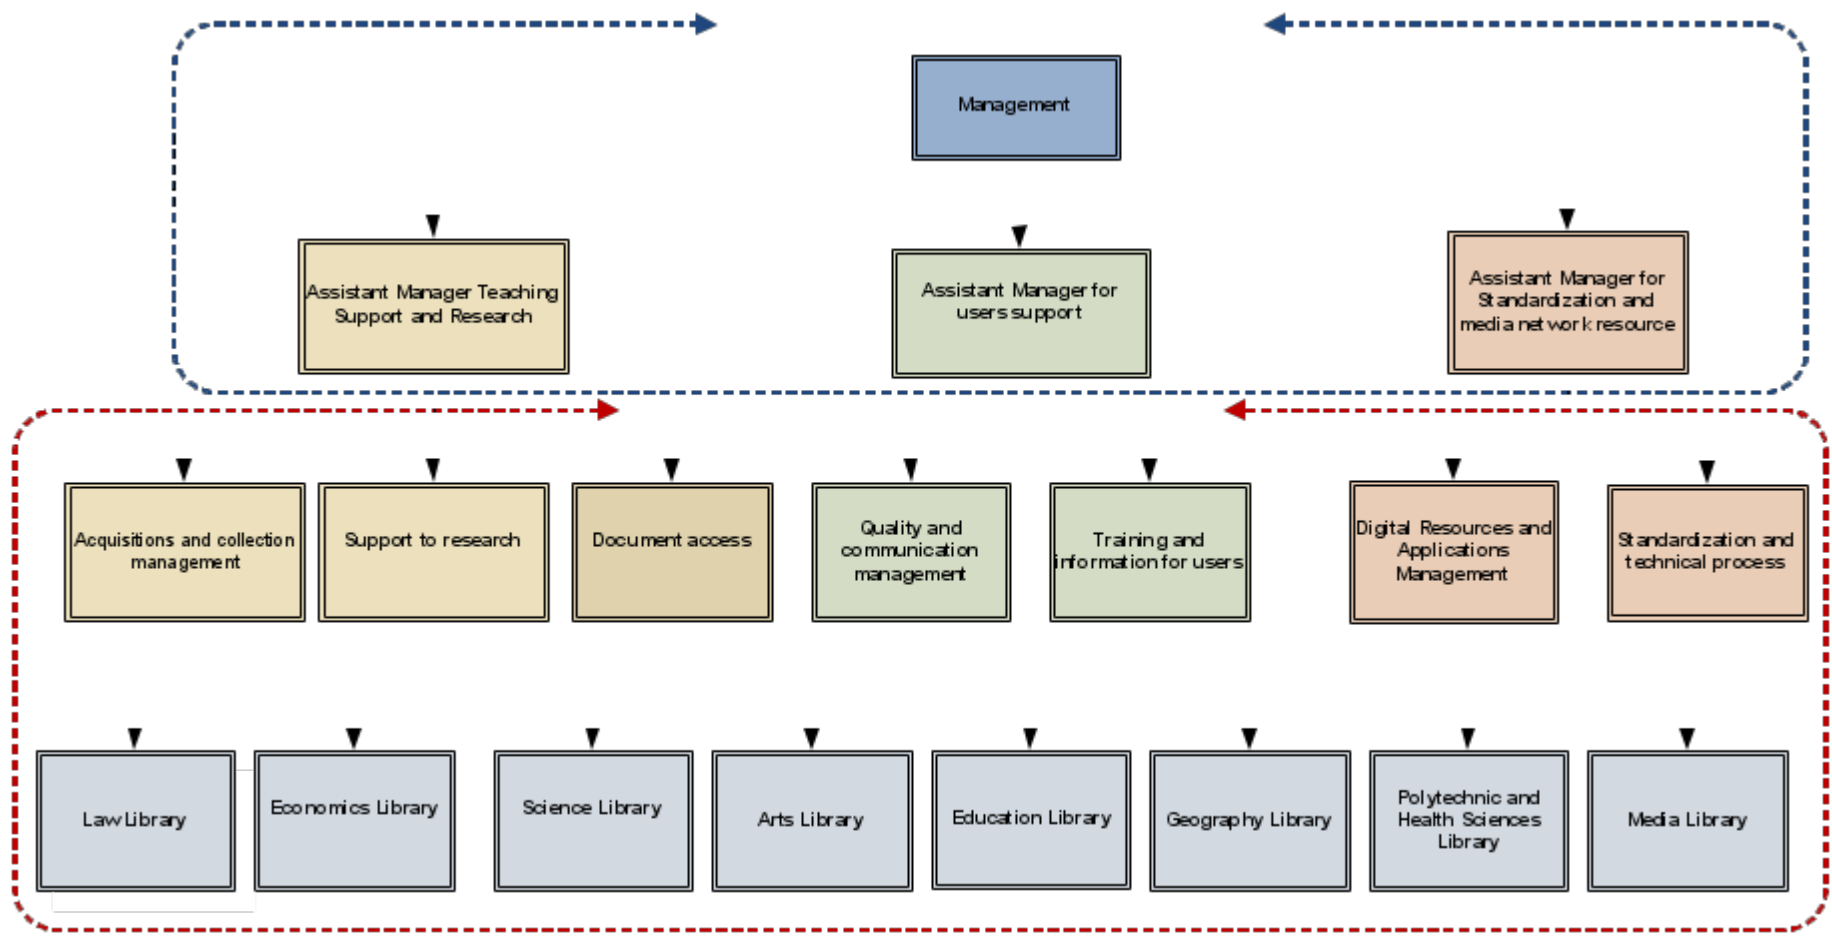 Management
Assistant Manager Teaching
Support and Research
Assistant Manager for
users support
Assistant Manager for
Standardization and
media network resource
Acquisitions and collection
management
Support to research
Document access
Quality and
communication
management
Training and
information for users
Digital Resources and
Applications
Management
Standardization and
technical process
Law Library
Economics Library
Science Library
Arts Library
Education Library
Geography Library
Polytechnic and
Health Sciences
Library
Media Library